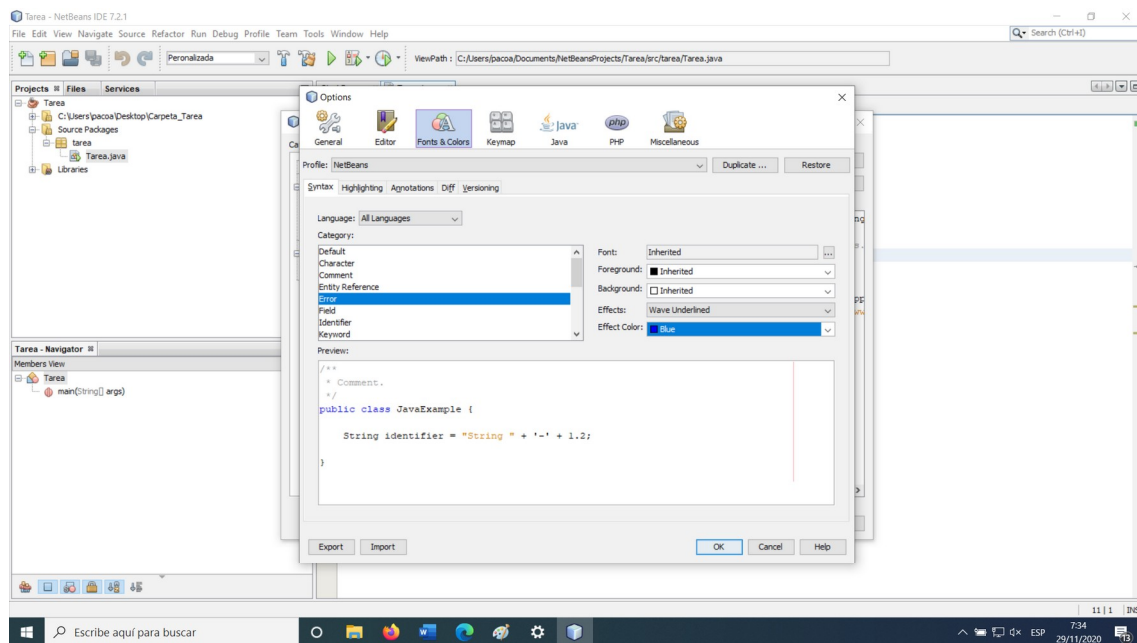 Tarea - NetBeans IDE 7.2.1
File Edit View Navigate Source Refactor Run Debug Profile Team Tools Window Help
Search (Ctrl+I)
Peronalizada
ViewPath : C:/Users/pacoa/Documents/NetBeansProjects/Tarea/src/tarea/Tarea.java
Projects Files Services
Tarea
C:\Users\pacoa\Desktop\Carpeta_Tarea
Source Packages
tarea
Tarea.java
Libraries
Tarea - Navigator
Members View
Tarea
main(String[] args)
Options
General Editor Fonts & Colors Keymap Java PHP Miscellaneous
Profile: NetBeans
Duplicate ... Restore
Syntax Highlighting Annotations Diff Versioning
Language: All Languages
Category:
Default
Character
Comment
Entity Reference
Error
Field
Identifier
Keyword
Font: Inherited ...
Foreground: Inherited
Background: Inherited
Effects: Wave Underlined
Effect Color: Blue
Preview:
/**
* Comment.
*/
public class JavaExample {
String identifier = "String " + '-' + 1.2;
}
Export Import OK Cancel Help
11 | 1 INS
Escribe aquí para buscar
ESP
7:34
29/11/2020